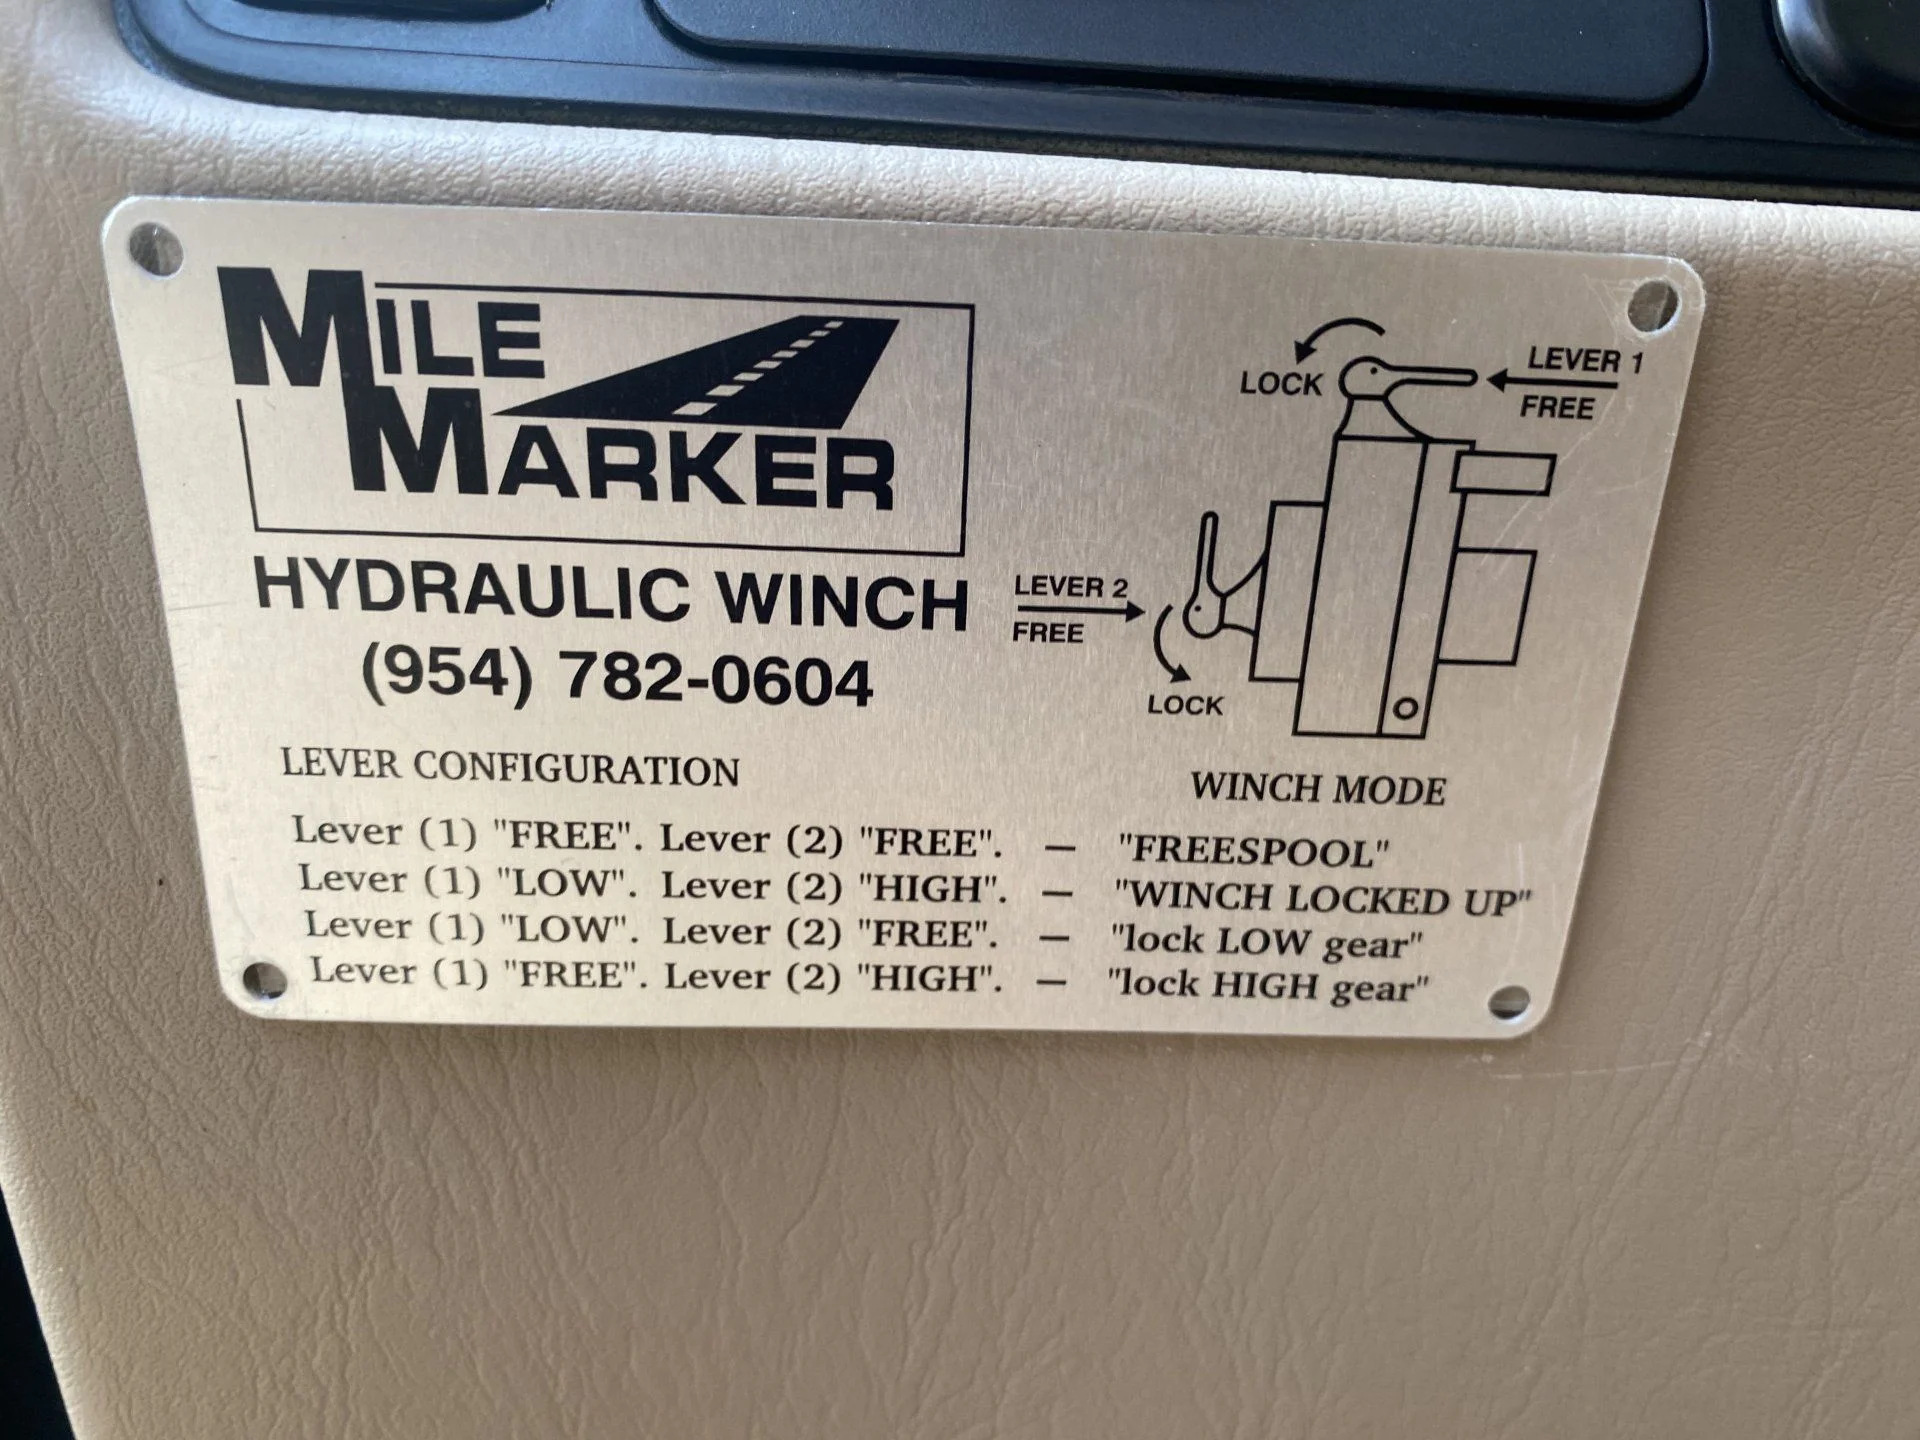 MILE
MARKER
HYDRAULIC WINCH
(954) 782-0604
LOCK
LEVER 1
FREE
LEVER 2
FREE
LOCK
LEVER CONFIGURATION WINCH MODE
Lever (1) "FREE". Lever (2) "FREE". — "FREESPOOL"
Lever (1) "LOW". Lever (2) "HIGH". — "WINCH LOCKED UP"
Lever (1) "LOW". Lever (2) "FREE". — "lock LOW gear"
Lever (1) "FREE". Lever (2) "HIGH". — "lock HIGH gear"